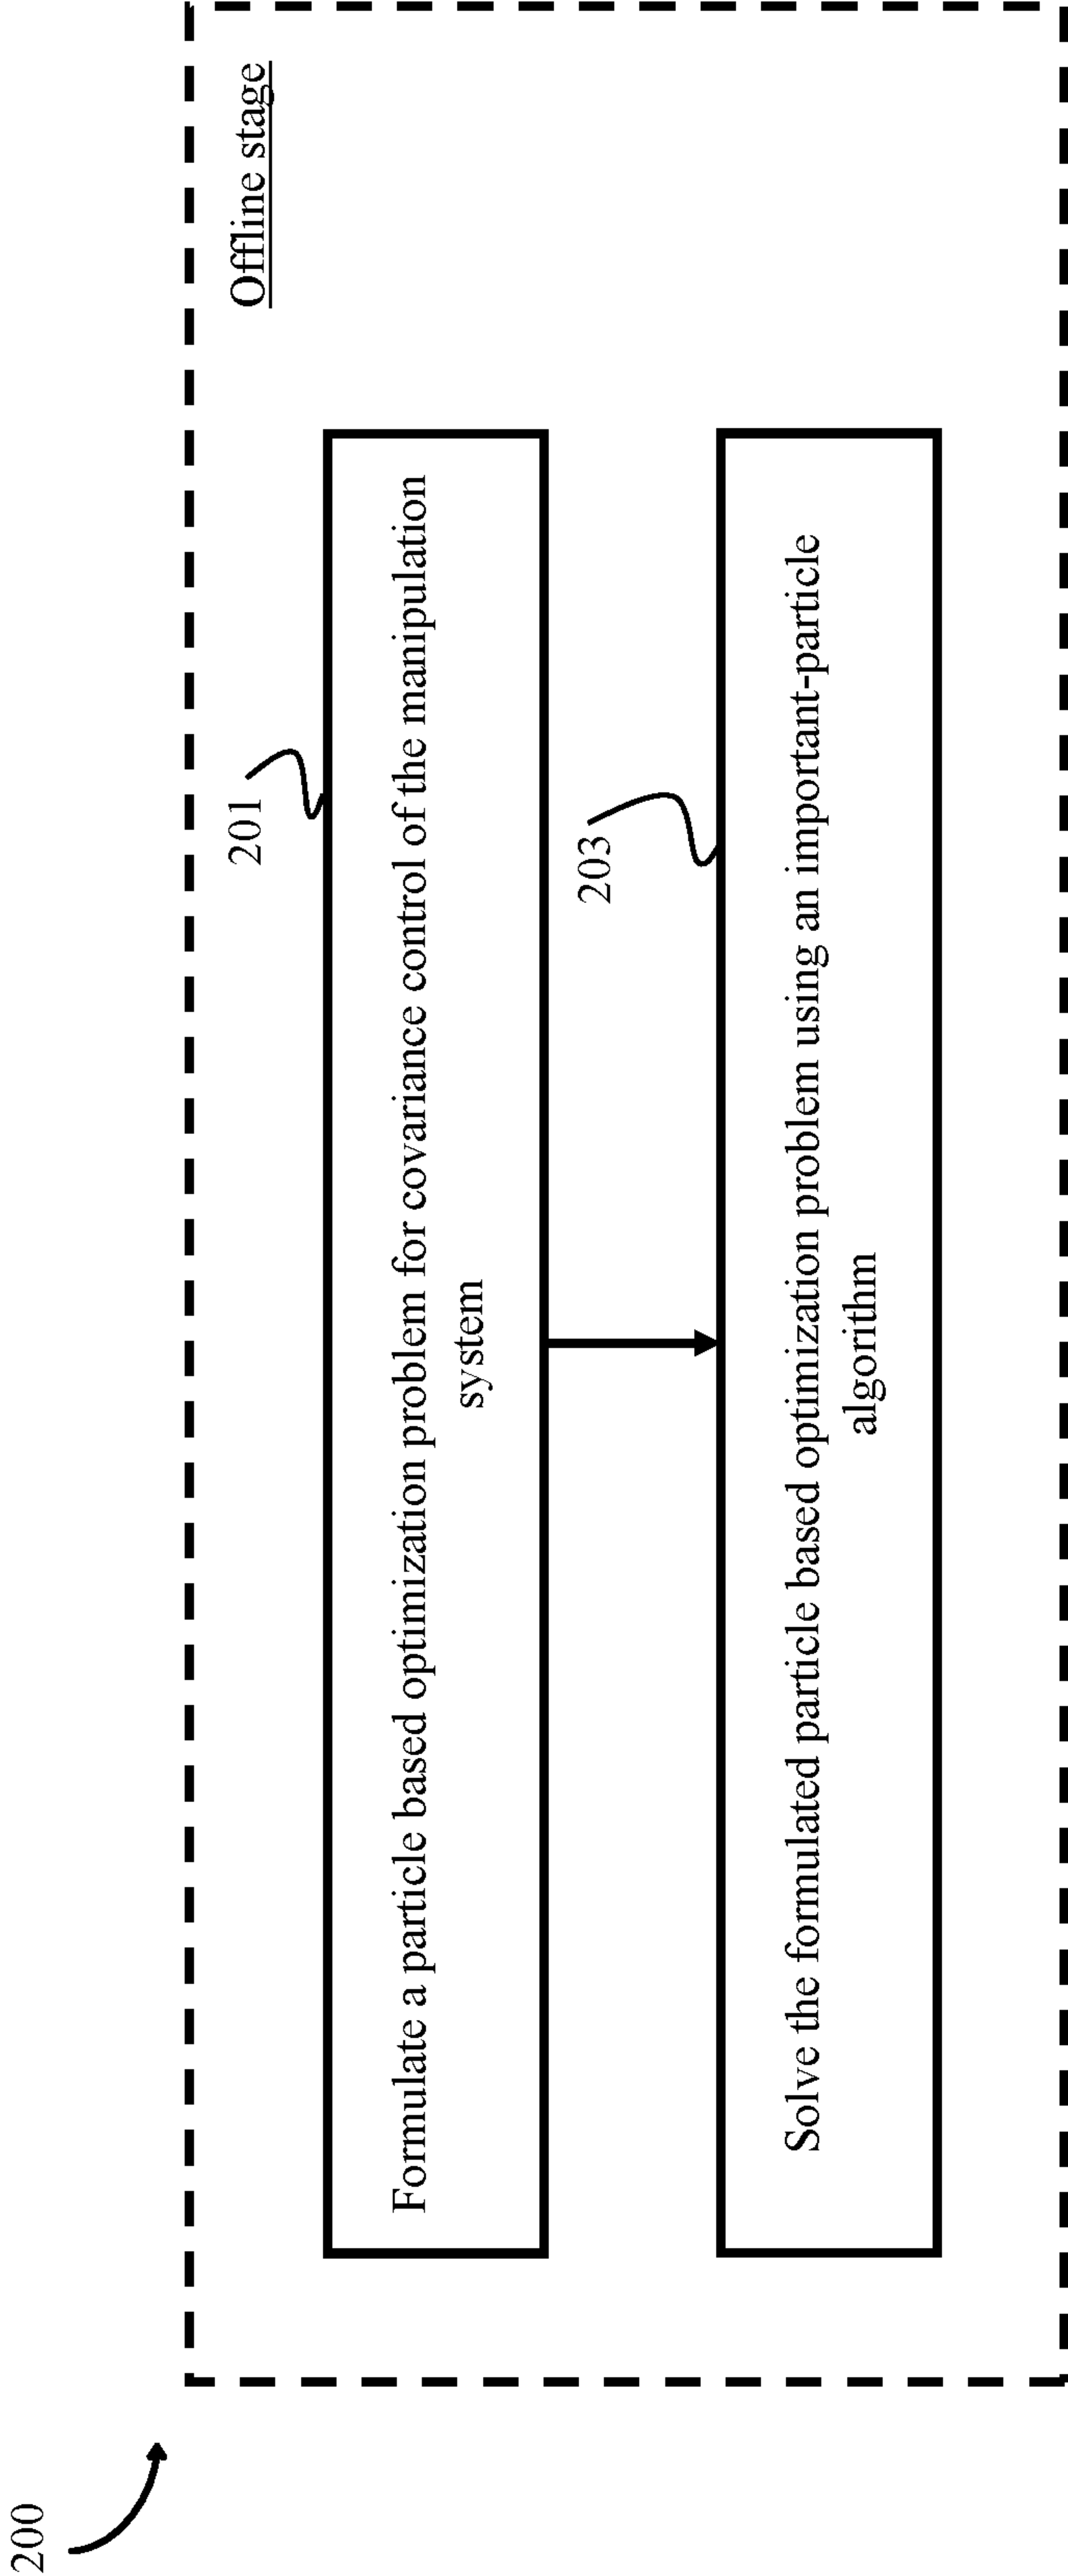 200
Offline stage
201
Formulate a particle based optimization problem for covariance control of the manipulation
system
203
Solve the formulated particle based optimization problem using an important-particle
algorithm